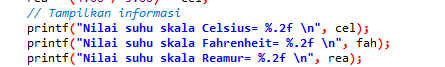 // Tampilkan informasi
printf("Nilai suhu skala Celsius= %.2f \n", cel);
printf("Nilai suhu skala Fahrenheit= %.2f \n", fah);
printf("Nilai suhu skala Reamur= %.2f \n", rea);